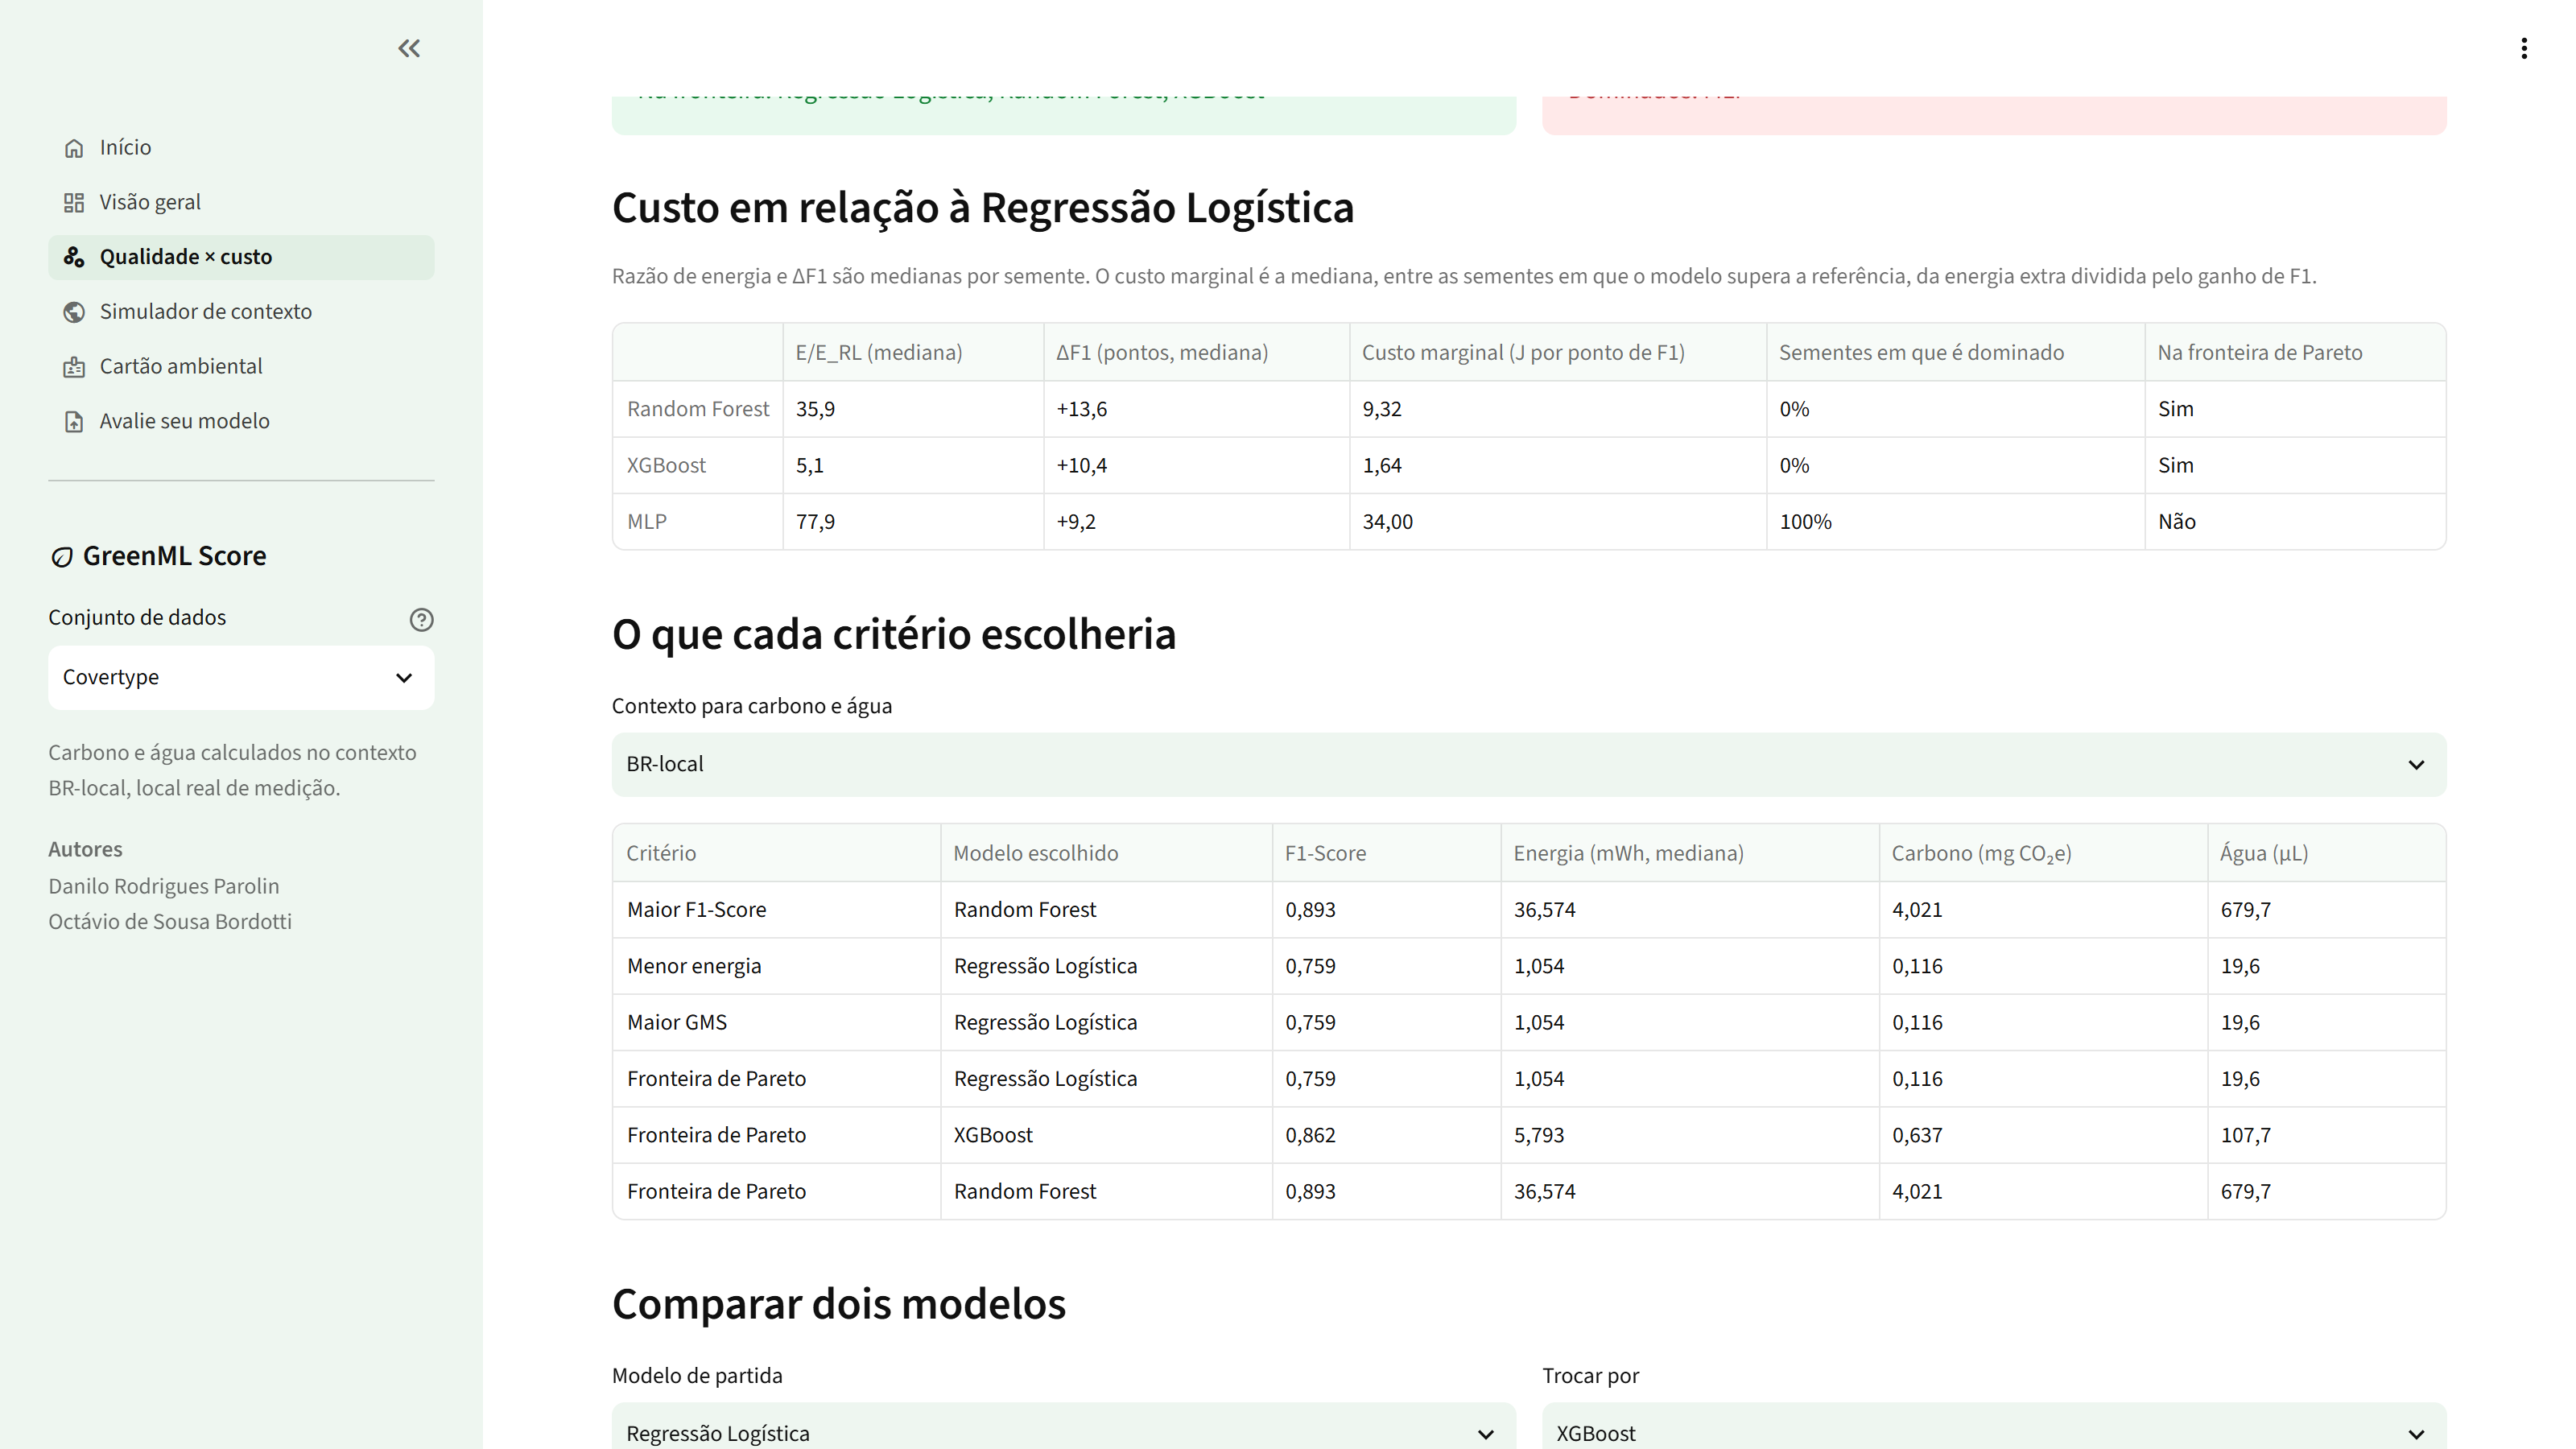 Início
Visão geral
Qualidade × custo
Simulador de contexto
Cartão ambiental
Avalie seu modelo
GreenML Score
Conjunto de dados
Covertype
Carbono e água calculados no contexto
BR-local, local real de medição.
Autores
Danilo Rodrigues Parolin
Octávio de Sousa Bordotti
Custo em relação à Regressão Logística
Razão de energia e ΔF1 são medianas por semente. O custo marginal é a mediana, entre as sementes em que o modelo supera a referência, da energia extra dividida pelo ganho de F1.
E/E_RL (mediana) ΔF1 (pontos, mediana) Custo marginal (J por ponto de F1) Sementes em que é dominado Na fronteira de Pareto
Random Forest 35,9 +13,6 9,32 0% Sim
XGBoost 5,1 +10,4 1,64 0% Sim
MLP 77,9 +9,2 34,00 100% Não
O que cada critério escolheria
Contexto para carbono e água
BR-local
Critério Modelo escolhido F1-Score Energia (mWh, mediana) Carbono (mg CO₂e) Água (µL)
Maior F1-Score Random Forest 0,893 36,574 4,021 679,7
Menor energia Regressão Logística 0,759 1,054 0,116 19,6
Maior GMS Regressão Logística 0,759 1,054 0,116 19,6
Fronteira de Pareto Regressão Logística 0,759 1,054 0,116 19,6
Fronteira de Pareto XGBoost 0,862 5,793 0,637 107,7
Fronteira de Pareto Random Forest 0,893 36,574 4,021 679,7
Comparar dois modelos
Modelo de partida Trocar por
Regressão Logística XGBoost